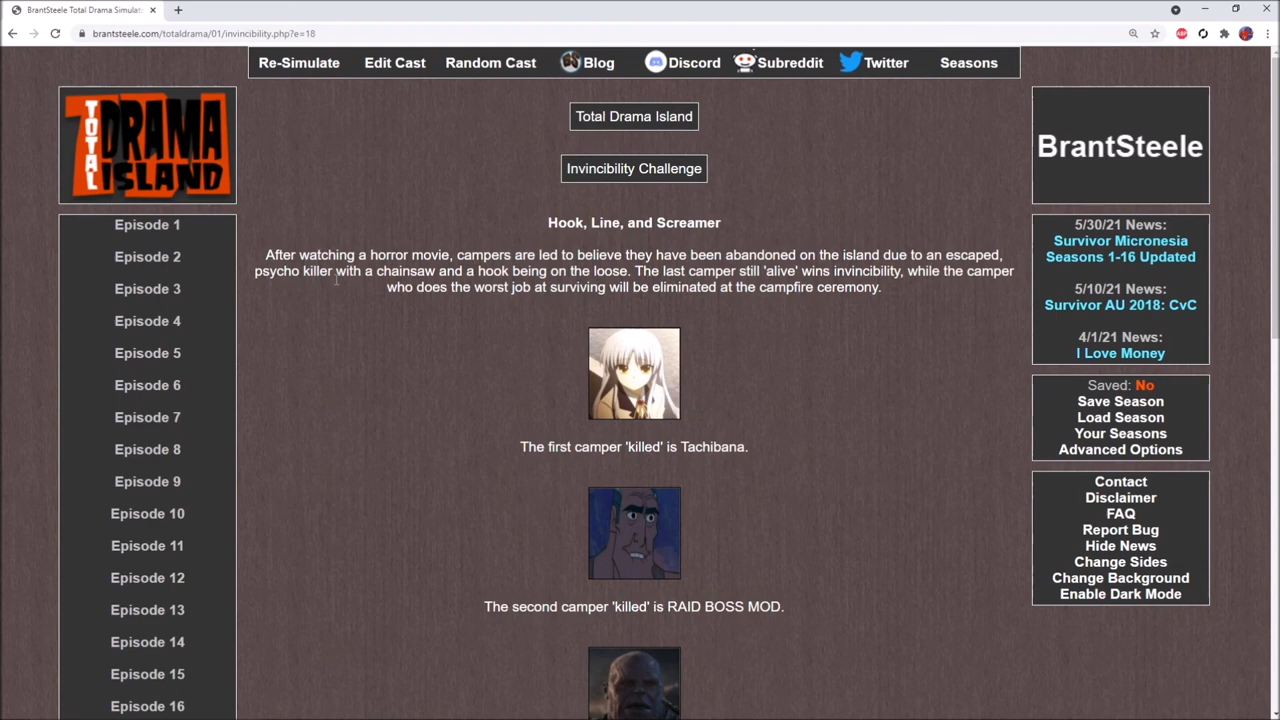 BrantSteele Total Drama Simulat
brantsteele.com/totaldrama/01/invincibility.php?e=18
Re-Simulate Edit Cast Random Cast Blog Discord Subreddit Twitter Seasons
TOTAL DRAMA ISLAND
Episode 1
Episode 2
Episode 3
Episode 4
Episode 5
Episode 6
Episode 7
Episode 8
Episode 9
Episode 10
Episode 11
Episode 12
Episode 13
Episode 14
Episode 15
Episode 16
Total Drama Island
Invincibility Challenge
Hook, Line, and Screamer
After watching a horror movie, campers are led to believe they have been abandoned on the island due to an escaped,
psycho killer with a chainsaw and a hook being on the loose. The last camper still 'alive' wins invincibility, while the camper
who does the worst job at surviving will be eliminated at the campfire ceremony.
The first camper 'killed' is Tachibana.
The second camper 'killed' is RAID BOSS MOD.
BrantSteele
5/30/21 News:
Survivor Micronesia
Seasons 1-16 Updated
5/10/21 News:
Survivor AU 2018: CvC
4/1/21 News:
I Love Money
Saved: No
Save Season
Load Season
Your Seasons
Advanced Options
Contact
Disclaimer
FAQ
Report Bug
Hide News
Change Sides
Change Background
Enable Dark Mode